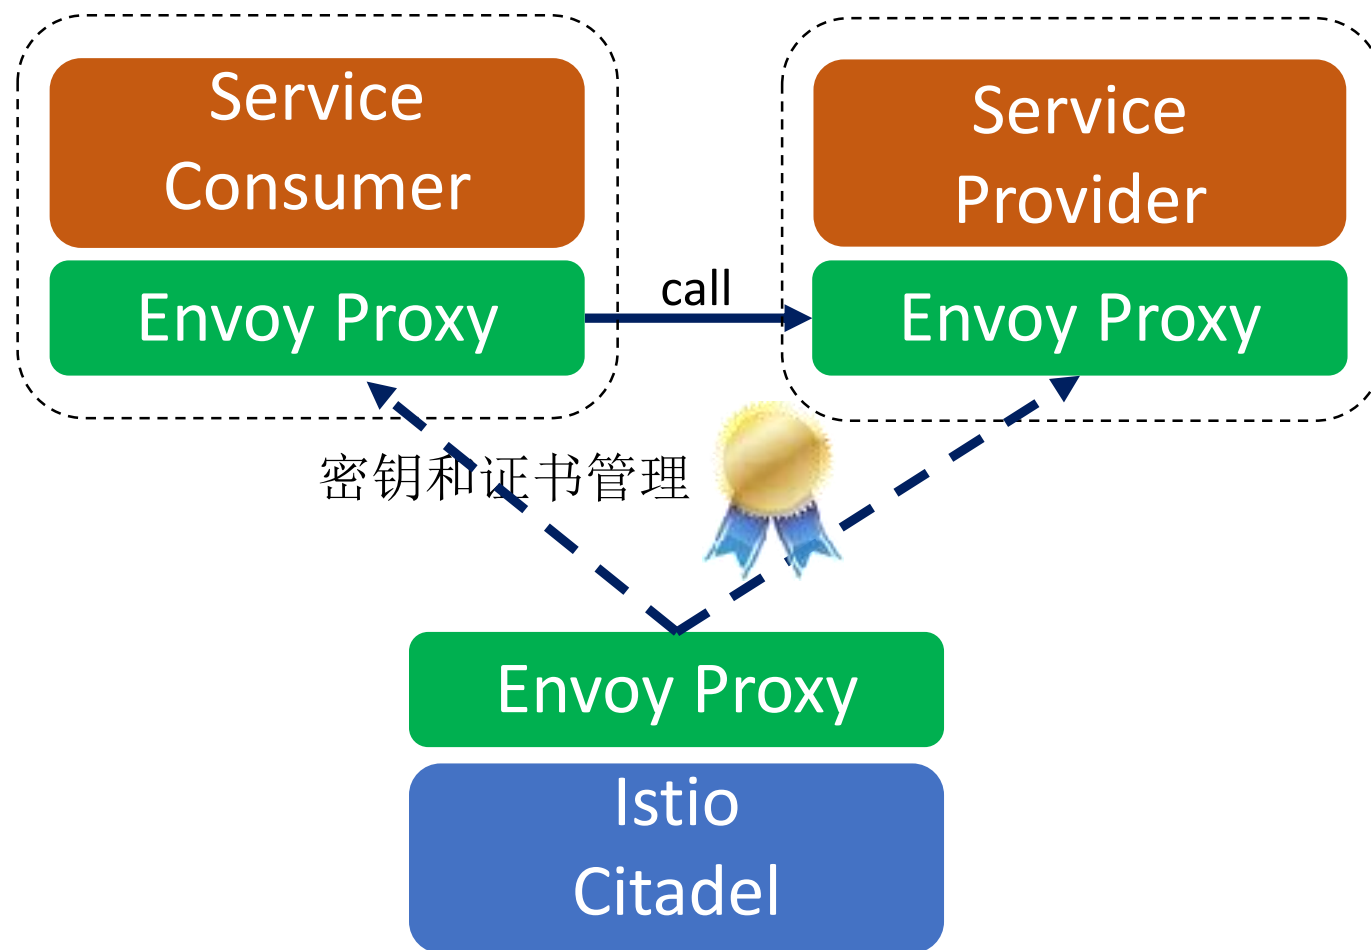 Service
Consumer
Envoy Proxy
call
Service
Provider
Envoy Proxy
密钥和证书管理
Envoy Proxy
Istio
Citadel